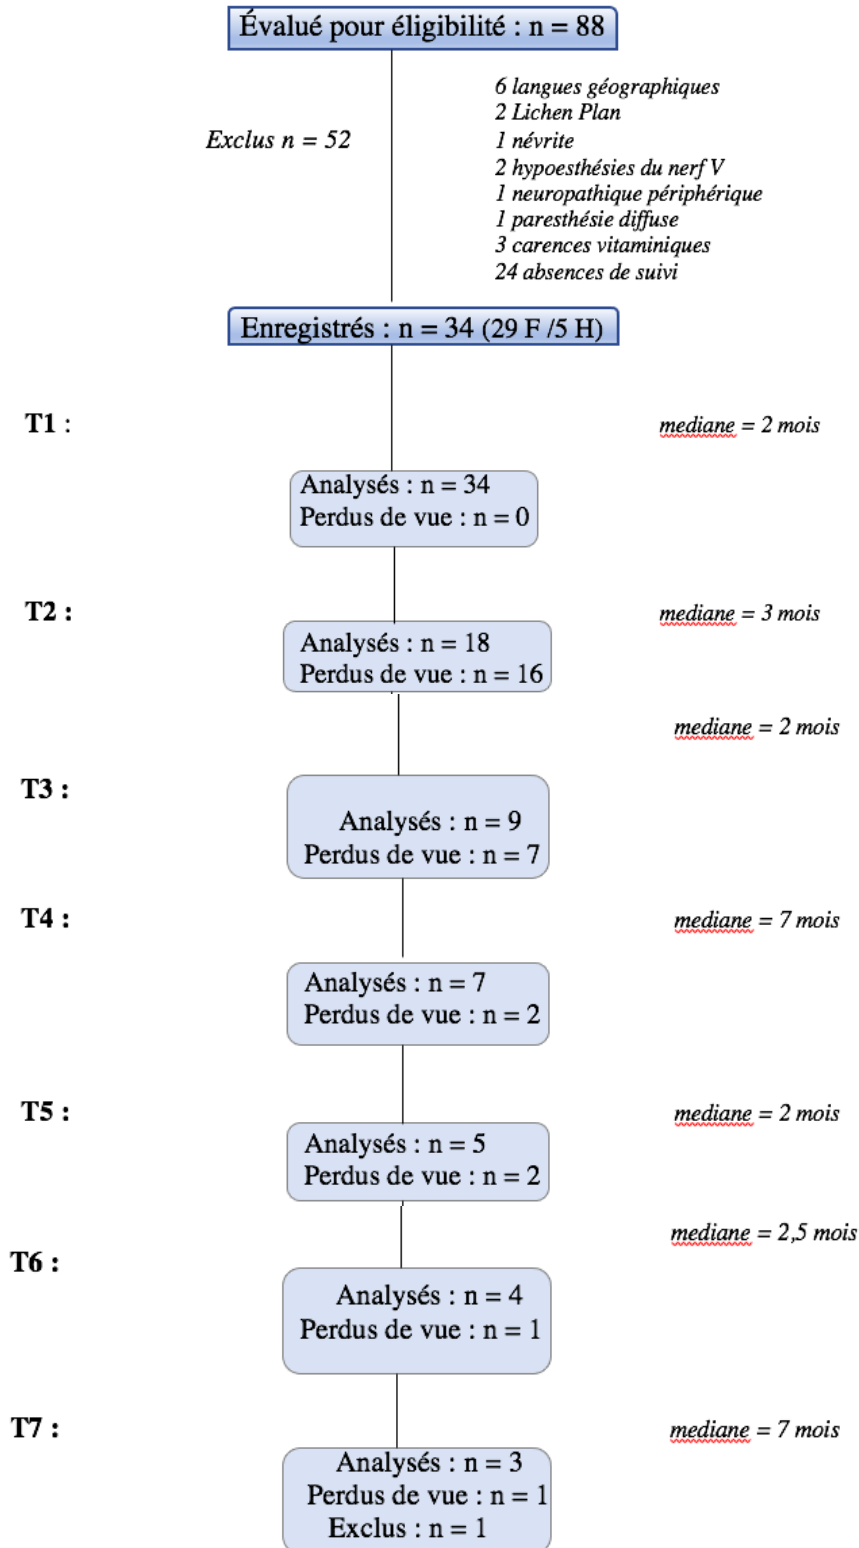 Évalué pour éligibilité : n = 88
6 langues géographiques
2 Lichen Plan
Exclus n = 52
1 névrite
2 hypoesthésies du nerf V
1 neuropathique périphérique
1 paresthésie diffuse
3 carences vitaminiques
24 absences de suivi
Enregistrés : n = 34 (29 F /5 H)
T1 :
mediane = 2 mois
Analysés : n = 34
Perdus de vue : n = 0
T2 :
mediane = 3 mois
Analysés : n = 18
Perdus de vue : n = 16
mediane = 2 mois
T3 :
Analysés : n = 9
Perdus de vue : n = 7
T4 :
mediane = 7 mois
Analysés : n = 7
Perdus de vue : n = 2
T5 :
mediane = 2 mois
Analysés : n = 5
Perdus de vue : n = 2
mediane = 2,5 mois
T6 :
Analysés : n = 4
Perdus de vue : n = 1
T7 :
mediane = 7 mois
Analysés : n = 3
Perdus de vue : n = 1
Exclus : n = 1